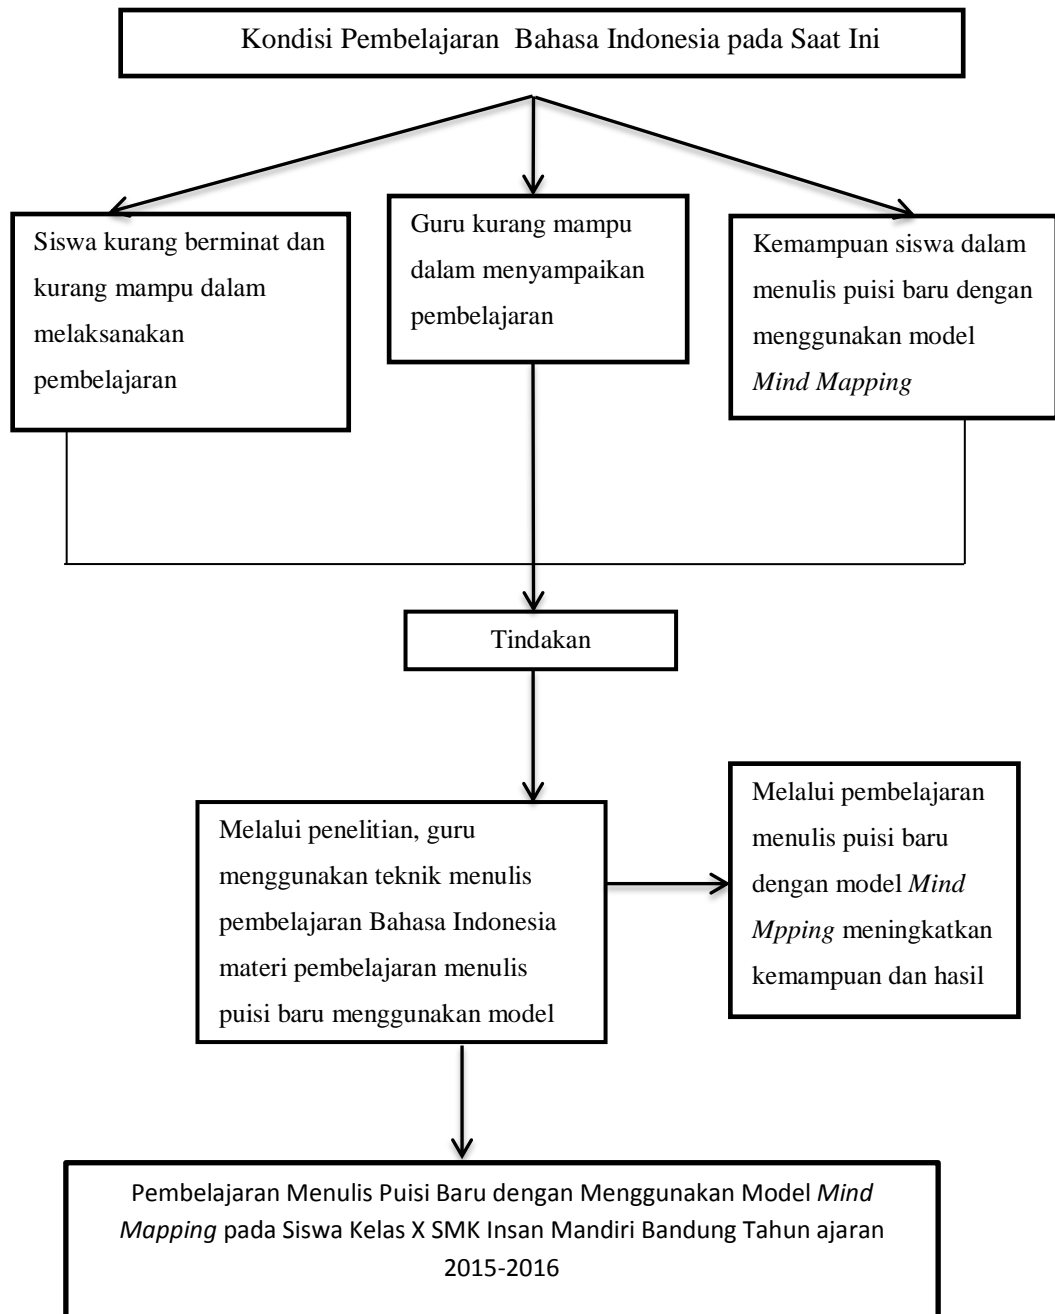 Kondisi Pembelajaran Bahasa Indonesia pada Saat Ini
Siswa kurang berminat dan
kurang mampu dalam
melaksanakan
pembelajaran
Guru kurang mampu
dalam menyampaikan
pembelajaran
Kemampuan siswa dalam
menulis puisi baru dengan
menggunakan model
Mind Mapping
Tindakan
Melalui penelitian, guru
menggunakan teknik menulis
pembelajaran Bahasa Indonesia
materi pembelajaran menulis
puisi baru menggunakan model
Melalui pembelajaran
menulis puisi baru
dengan model Mind
Mpping meningkatkan
kemampuan dan hasil
Pembelajaran Menulis Puisi Baru dengan Menggunakan Model Mind
Mapping pada Siswa Kelas X SMK Insan Mandiri Bandung Tahun ajaran
2015-2016